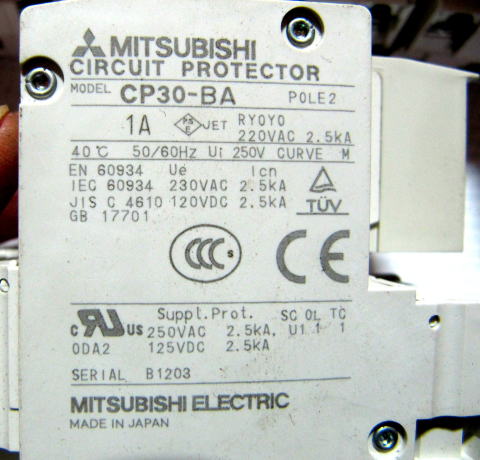 MITSUBISHI
CIRCUIT PROTECTOR
MODEL CP30-BA POLE2
1A PS E JET RYOYO
220VAC 2.5kA
40℃ 50/60Hz Ui 250V CURVE M
EN 60934 Ue Icn
IEC 60934 230VAC 2.5kA
JIS C 4610 120VDC 2.5kA
GB 17701
TÜV
CCC S CE
Suppl.Prot. SC OL TC
c UR US 250VAC 2.5kA, U1 1 1
0DA2 125VDC 2.5kA
SERIAL B1203
MITSUBISHI ELECTRIC
MADE IN JAPAN